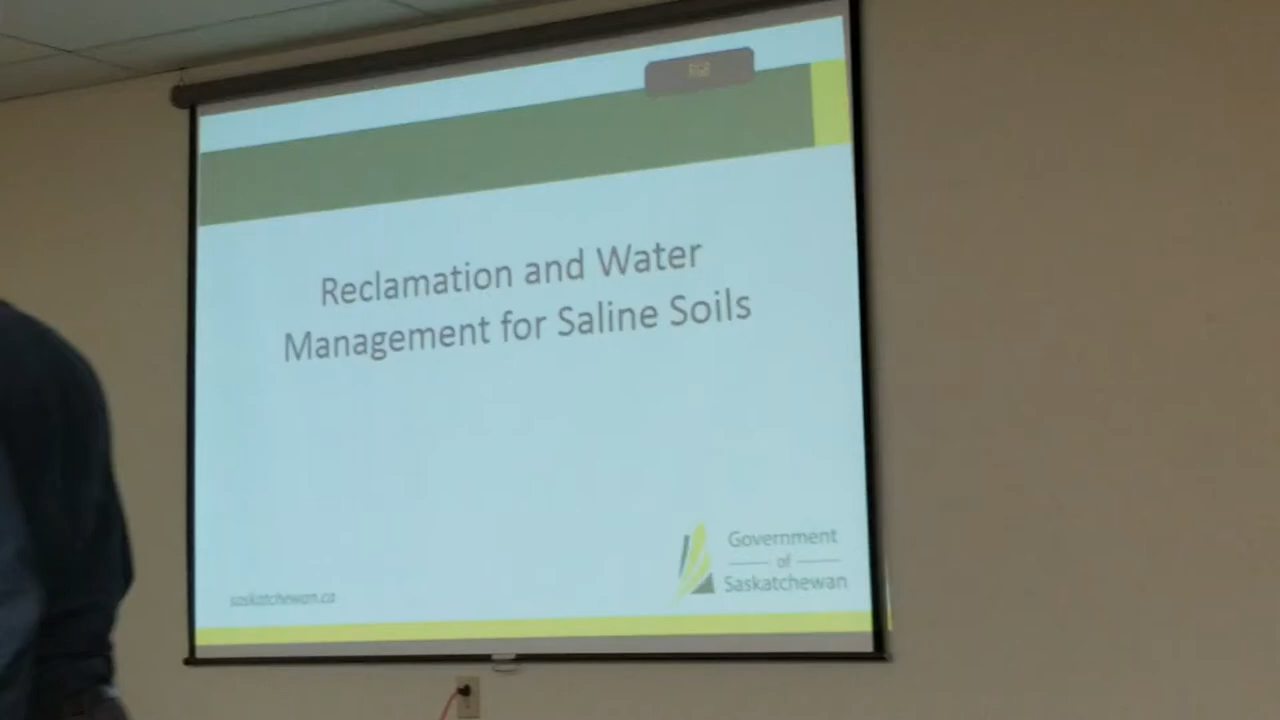 Reclamation and Water
Management for Saline Soils
Government
of
Saskatchewan
saskatchewan.ca